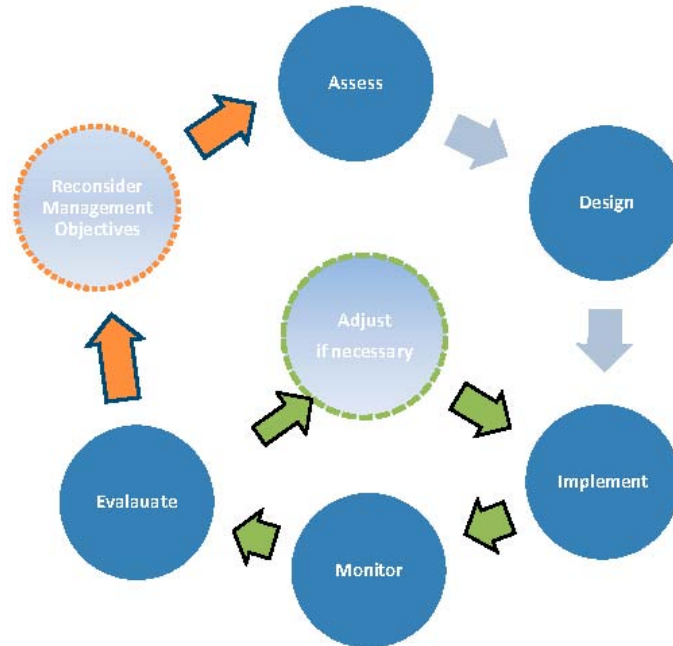 Assess
Reconsider
Management
Objectives
Design
Adjust
if necessary
Implement
Evalauate
Monitor